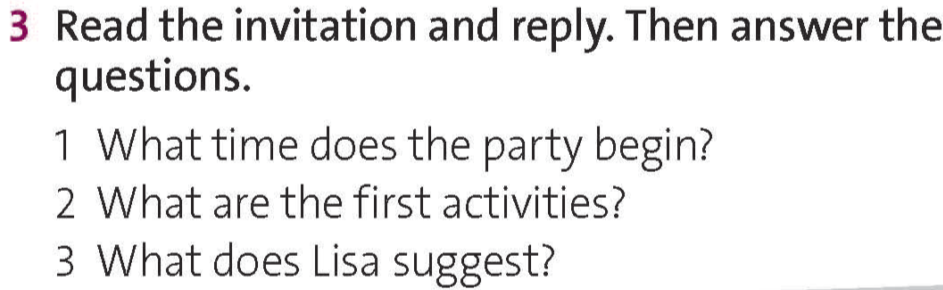 3 Read the invitation and reply. Then answer the
questions.
1 What time does the party begin?
2 What are the first activities?
3 What does Lisa suggest?